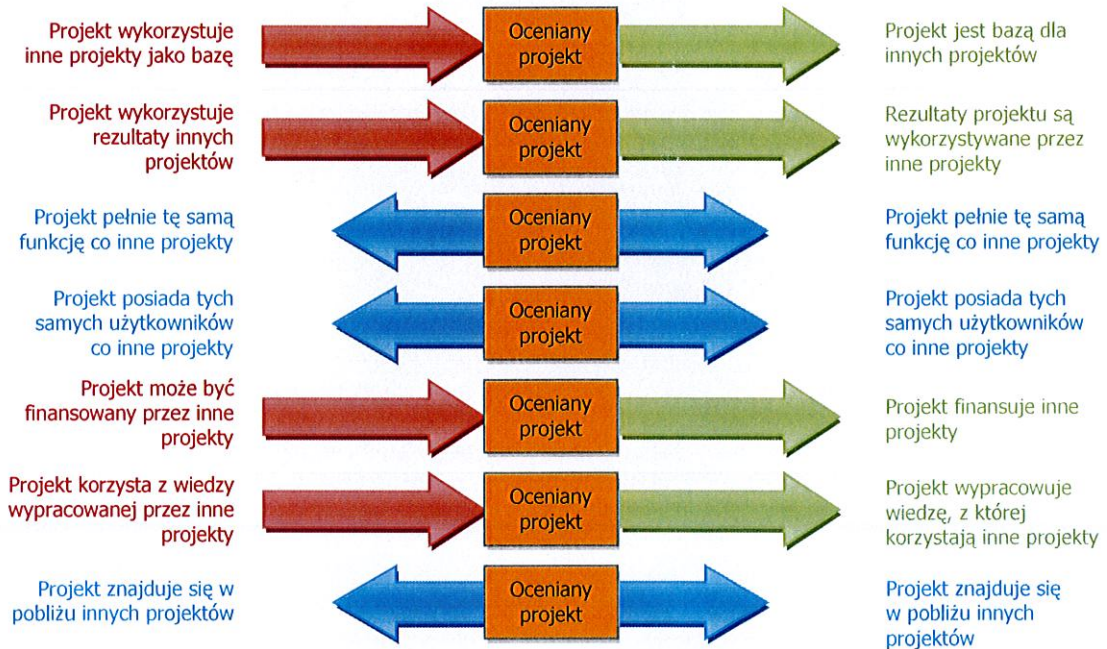 Projekt wykorzystuje
inne projekty jako bazę
Oceniany
projekt
Projekt jest bazą dla
innych projektów
Projekt wykorzystuje
rezultaty innych
projektów
Oceniany
projekt
Rezultaty projektu są
wykorzystywane przez
inne projekty
Projekt pełnie tę samą
funkcję co inne projekty
Oceniany
projekt
Projekt pełnie tę samą
funkcję co inne projekty
Projekt posiada tych
samych użytkowników
co inne projekty
Oceniany
projekt
Projekt posiada tych
samych użytkowników
co inne projekty
Projekt może być
finansowany przez inne
projekty
Oceniany
projekt
Projekt finansuje inne
projekty
Projekt korzysta z wiedzy
wypracowanej przez inne
projekty
Oceniany
projekt
Projekt wypracowuje
wiedzę, z której
korzystają inne projekty
Projekt znajduje się w
pobliżu innych projektów
Oceniany
projekt
Projekt znajduje się
w pobliżu innych
projektów